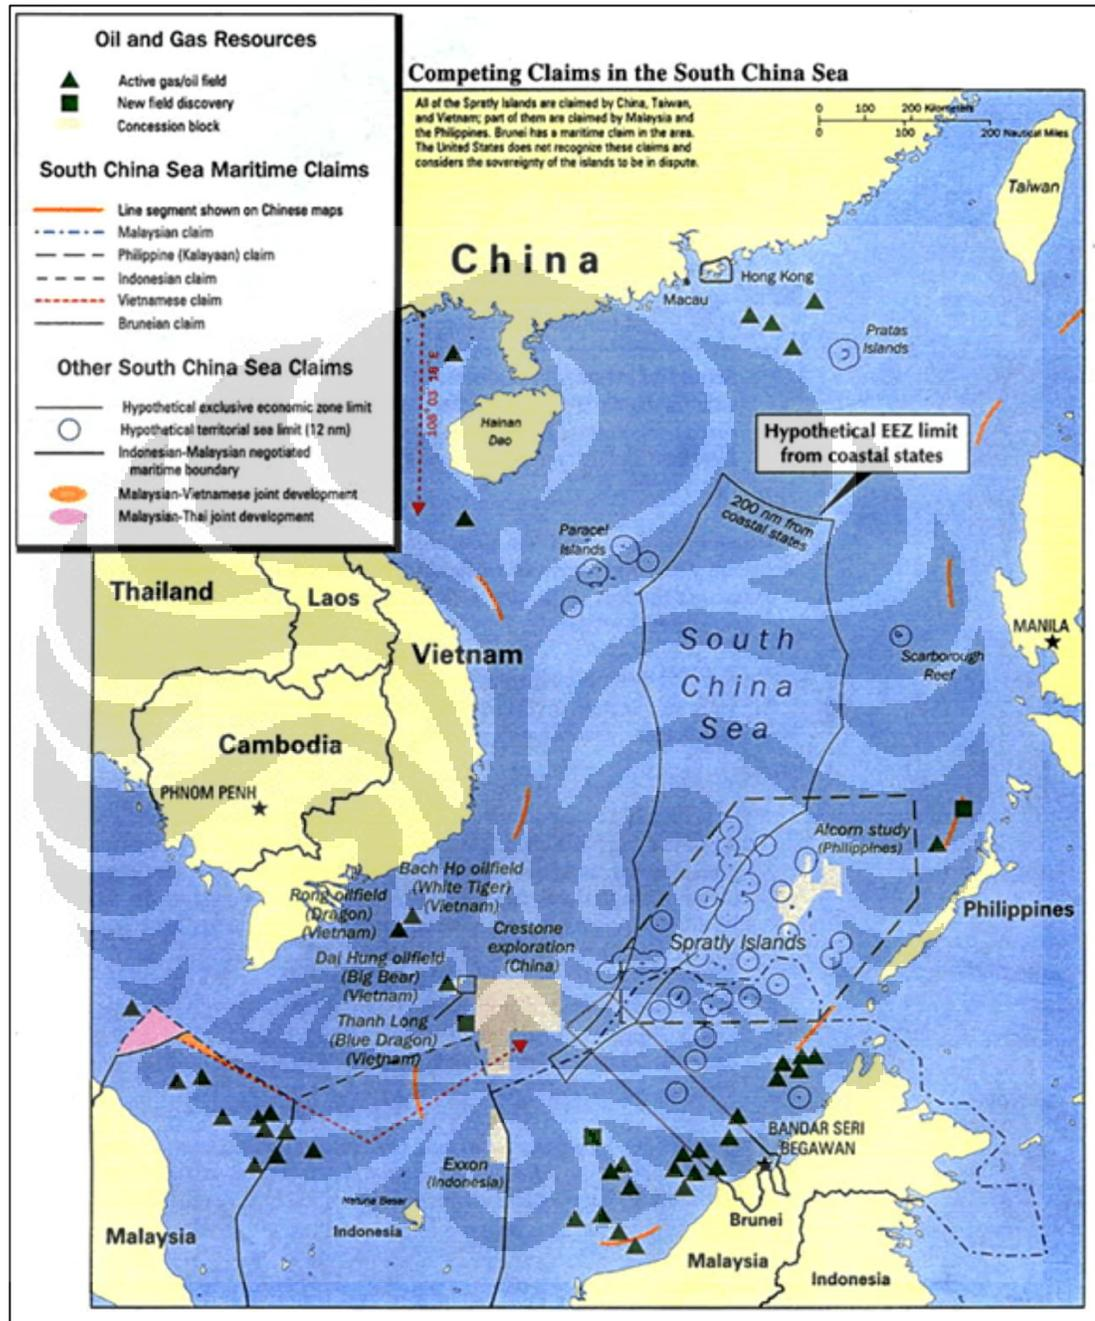 Oil and Gas Resources
Active gas/oil field
New field discovery
Concession block
South China Sea Maritime Claims
Line segment shown on Chinese maps
Malaysian claim
Philippine (Kalayaan) claim
Indonesian claim
Vietnamese claim
Bruneian claim
Other South China Sea Claims
Hypothetical exclusive economic zone limit
Hypothetical territorial sea limit (12 nm)
Indonesian-Malaysian negotiated
maritime boundary
Malaysian-Vietnamese joint development
Malaysian-Thai joint development
Competing Claims in the South China Sea
All of the Spratly Islands are claimed by China, Taiwan,
and Vietnam; part of them are claimed by Malaysia and
the Philippines. Brunei has a maritime claim in the area.
The United States does not recognize these claims and
considers the sovereignty of the islands to be in dispute.
0 100 200 Kilometers
0 100 200 Nautical Miles
Taiwan
China
Hong Kong
Macau
Pratas
Islands
Hainan
Dao
Hypothetical EEZ limit
from coastal states
200 nm from
coastal states
Paracel
Islands
Thailand
Laos
Vietnam
South
China
Sea
MANILA
Scarborough
Reef
Cambodia
PHNOM PENH
Alcorn study
(Philippines)
Bach Ho oilfield
(White Tiger)
(Vietnam)
Rong oilfield
(Dragon)
(Vietnam)
Crestone
exploration
(China)
Philippines
Spratly Islands
Dai Hung oilfield
(Big Bear)
(Vietnam)
Thanh Long
(Blue Dragon)
(Vietnam)
BANDAR SERI
BEGAWAN
Exxon
(Indonesia)
Natuna Besar
Indonesia
Brunei
Malaysia
Malaysia
Indonesia